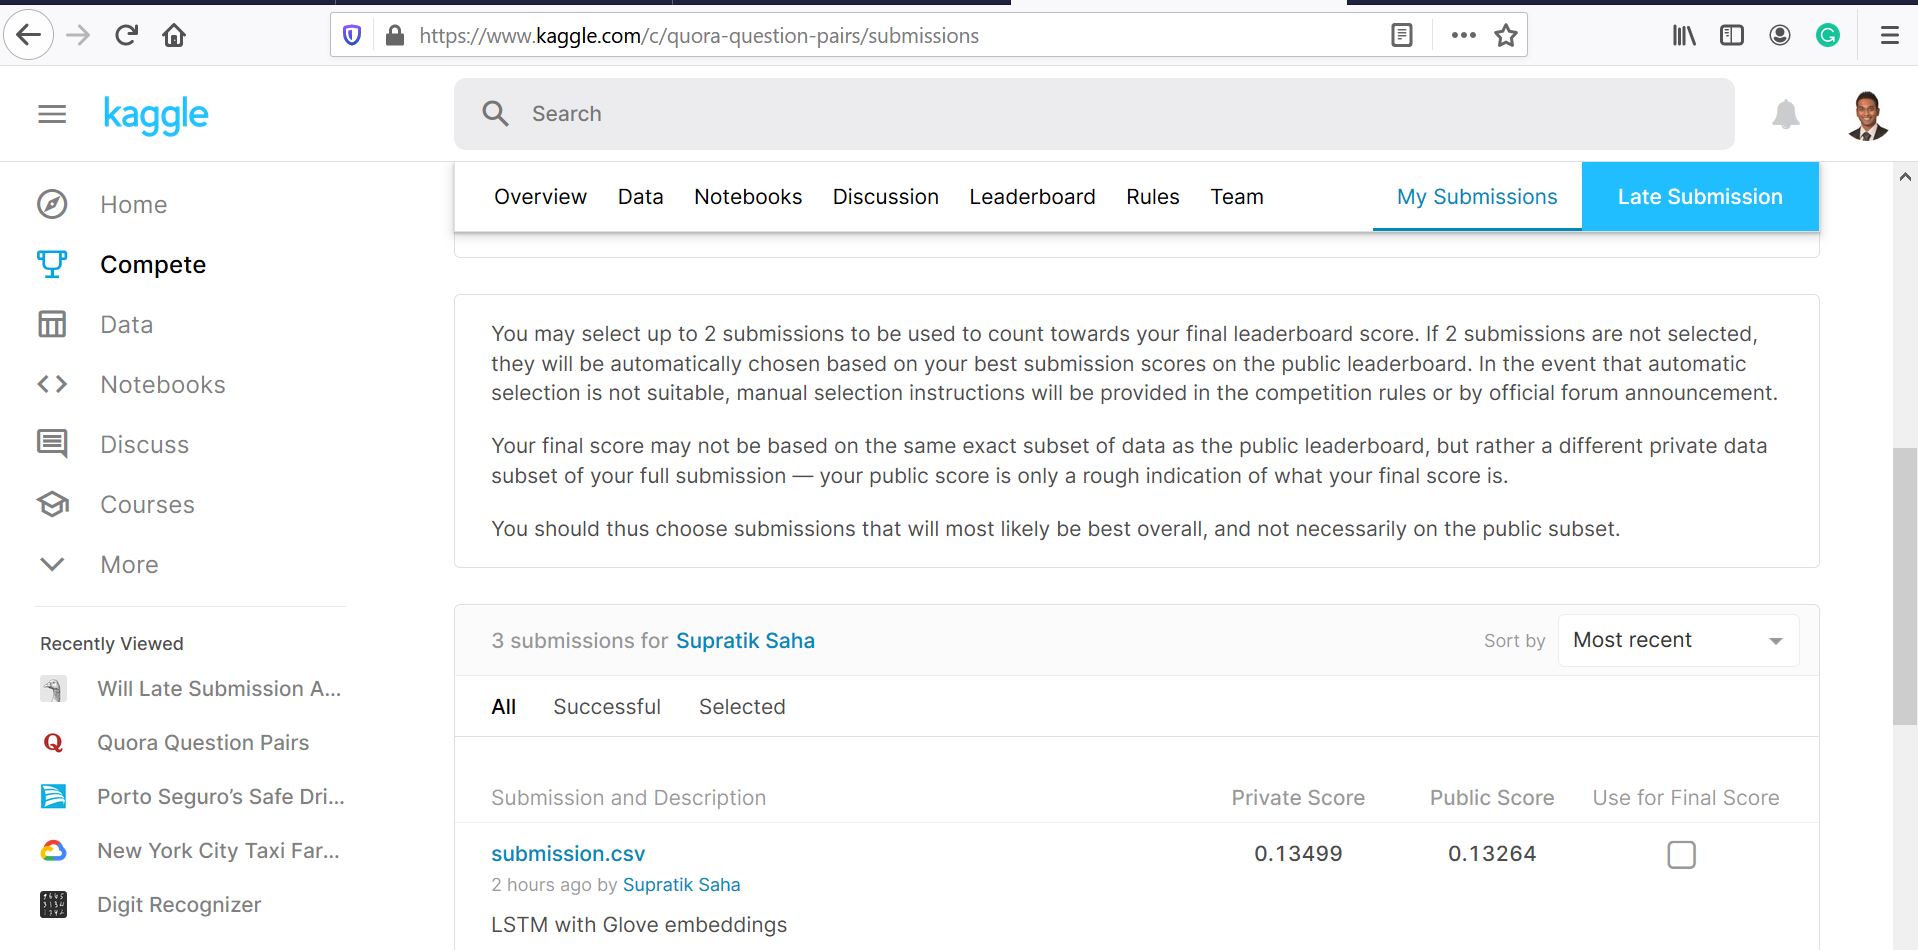 https://www.kaggle.com/c/quora-question-pairs/submissions
kaggle
Search
Home
Compete
Data
Notebooks
Discuss
Courses
More
Recently Viewed
Will Late Submission A...
Quora Question Pairs
Porto Seguro's Safe Dri...
New York City Taxi Far...
Digit Recognizer
Overview Data Notebooks Discussion Leaderboard Rules Team My Submissions Late Submission
You may select up to 2 submissions to be used to count towards your final leaderboard score. If 2 submissions are not selected,
they will be automatically chosen based on your best submission scores on the public leaderboard. In the event that automatic
selection is not suitable, manual selection instructions will be provided in the competition rules or by official forum announcement.
Your final score may not be based on the same exact subset of data as the public leaderboard, but rather a different private data
subset of your full submission — your public score is only a rough indication of what your final score is.
You should thus choose submissions that will most likely be best overall, and not necessarily on the public subset.
3 submissions for Supratik Saha Sort by Most recent
All Successful Selected
Submission and Description Private Score Public Score Use for Final Score
submission.csv 0.13499 0.13264
2 hours ago by Supratik Saha
LSTM with Glove embeddings